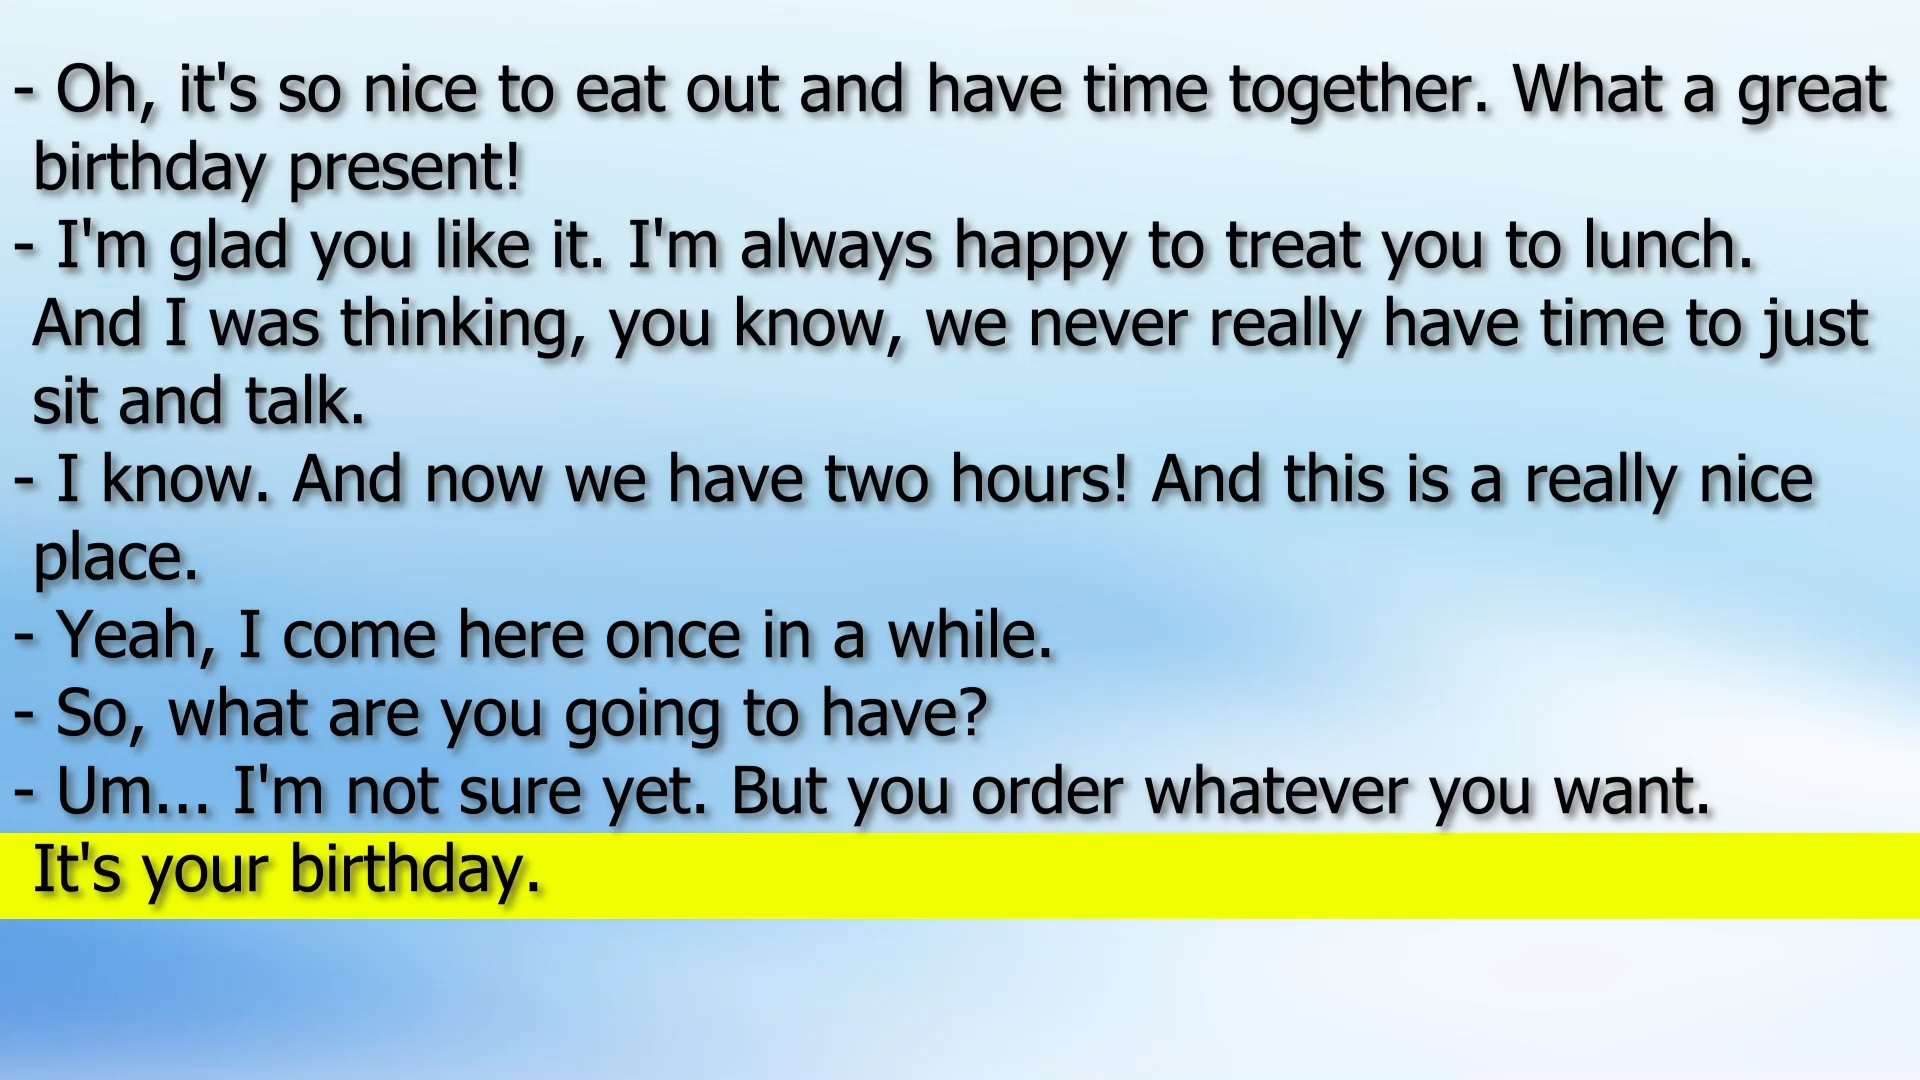 - Oh, it's so nice to eat out and have time together. What a great
birthday present!
- I'm glad you like it. I'm always happy to treat you to lunch.
And I was thinking, you know, we never really have time to just
sit and talk.
- I know. And now we have two hours! And this is a really nice
place.
- Yeah, I come here once in a while.
- So, what are you going to have?
- Um... I'm not sure yet. But you order whatever you want.
It's your birthday.